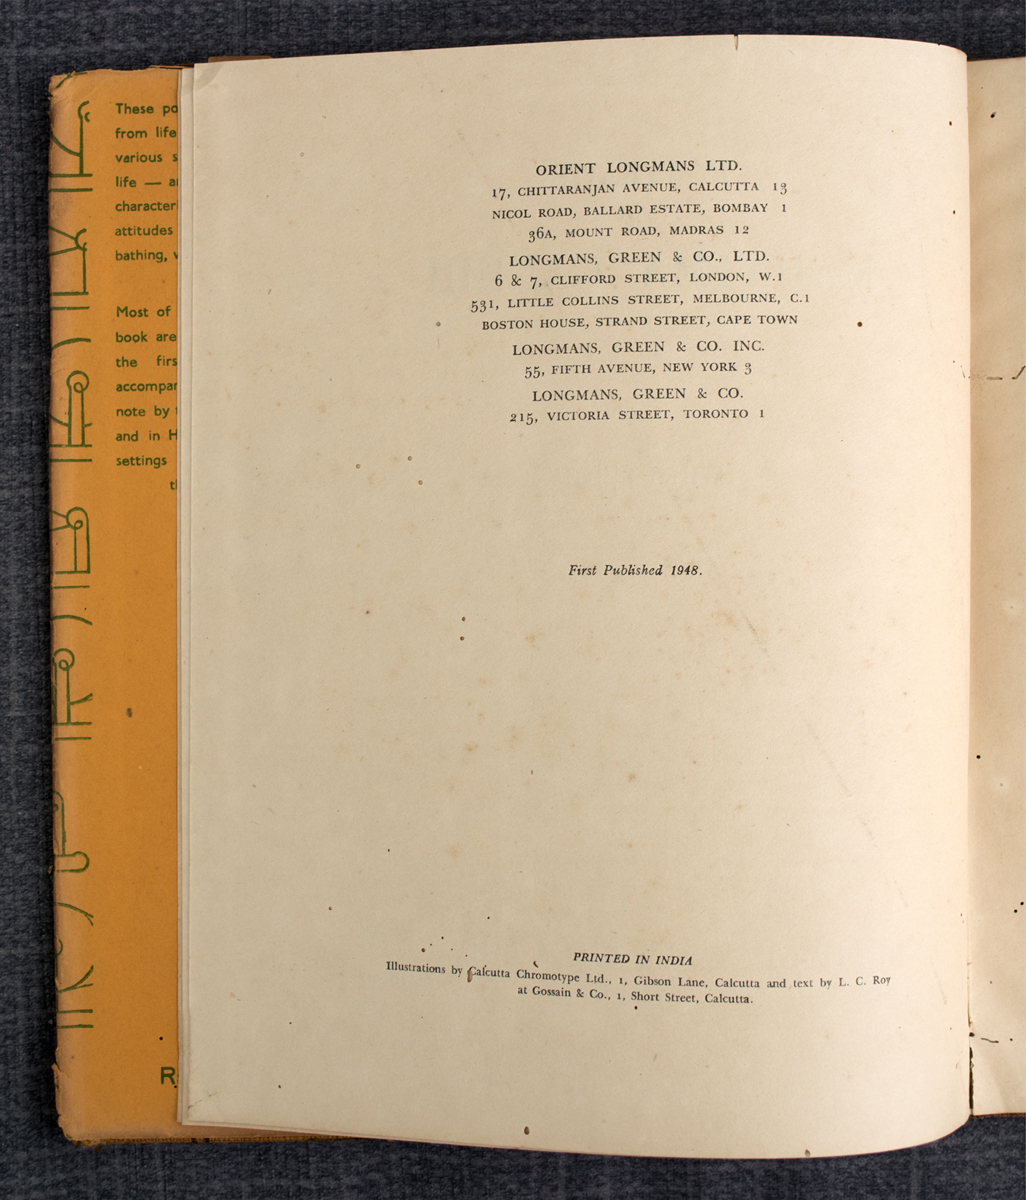 These
from life
various
life —
character
attitudes
bathing,
Most of
book are
the
note by
and in
settings
ORIENT LONGMANS LTD.
17, CHITTARANJAN AVENUE, CALCUTTA 13
NICOL ROAD, BALLARD ESTATE, BOMBAY 1
36A, MOUNT ROAD, MADRAS 12
LONGMANS, GREEN & CO., LTD.
6 & 7, CLIFFORD STREET, LONDON, W.1
531, LITTLE COLLINS STREET, MELBOURNE, C.1
BOSTON HOUSE, STRAND STREET, CAPE TOWN
LONGMANS, GREEN & CO. INC.
55, FIFTH AVENUE, NEW YORK 3
LONGMANS, GREEN & CO.
215, VICTORIA STREET, TORONTO 1
First Published 1948.
PRINTED IN INDIA
Illustrations by Calcutta Chromotype Ltd., 1, Gibson Lane, Calcutta and text by L. C. Roy
at Gossain & Co., 1, Short Street, Calcutta.